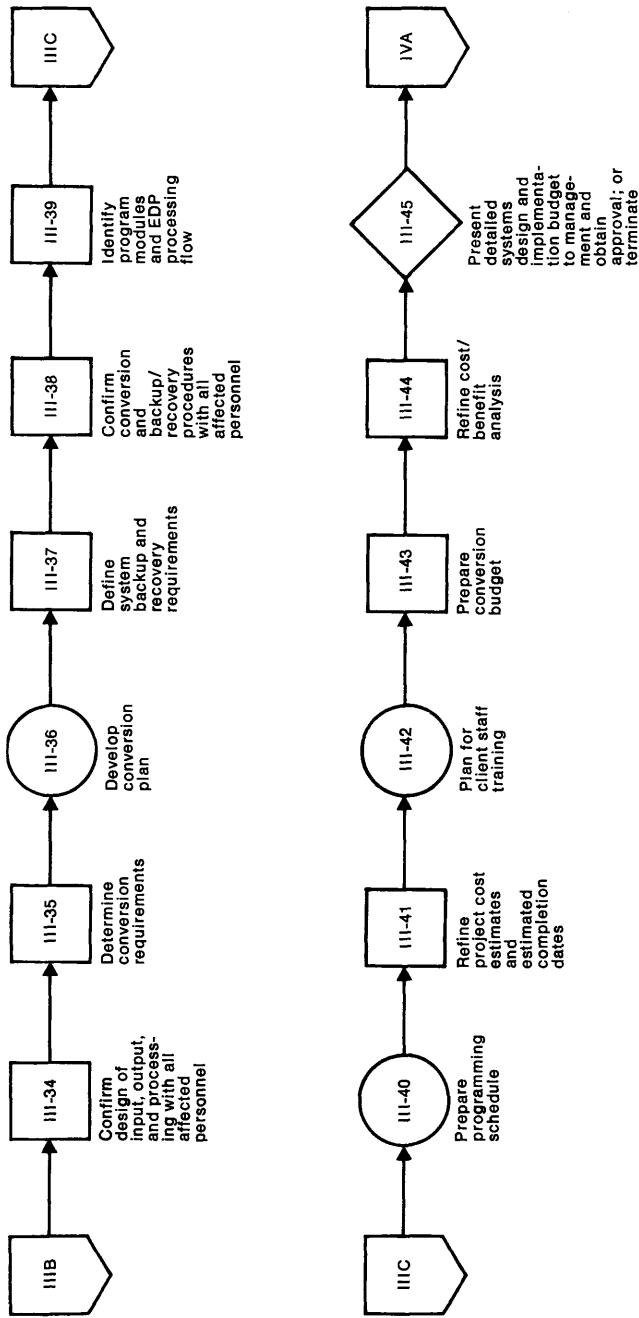 IIIB
III-34
Confirm
design of
input, output,
and process-
ing with all
affected
personnel
III-35
Determine
conversion
requirements
III-36
Develop
conversion
plan
III-37
Define
system
backup and
recovery
requirements
III-38
Confirm
conversion
and
backup/
recovery
procedures
with all
affected
personnel
III-39
Identify
program
modules
and EDP
processing
flow
IIIC
IIIC
III-40
Prepare
programming
schedule
III-41
Refine
project cost
estimates
and
estimated
completion
dates
III-42
Plan for
client staff
training
III-43
Prepare
conversion
budget
III-44
Refine cost/
benefit
analysis
III-45
Present
detailed
systems
design and
implementa-
tion budget
to manage-
ment and
obtain
approval; or
terminate
IVA